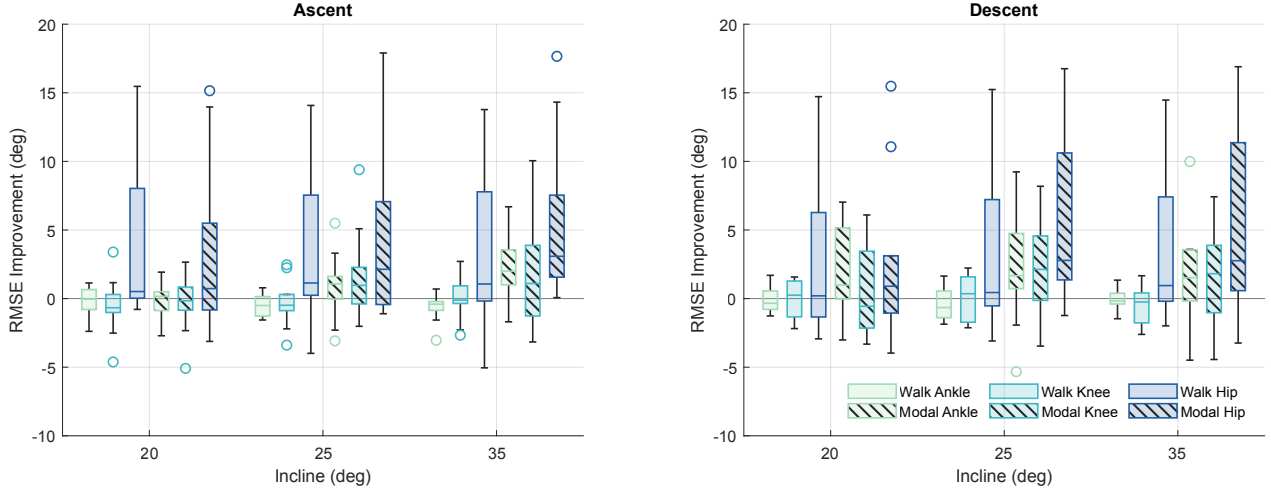 Ascent
RMSE Improvement (deg)
20
15
10
5
0
-5
-10
20
25
35
Incline (deg)
Descent
RMSE Improvement (deg)
20
15
10
5
0
-5
-10
Walk Ankle
Walk Knee
Walk Hip
Modal Ankle
Modal Knee
Modal Hip
20
25
35
Incline (deg)